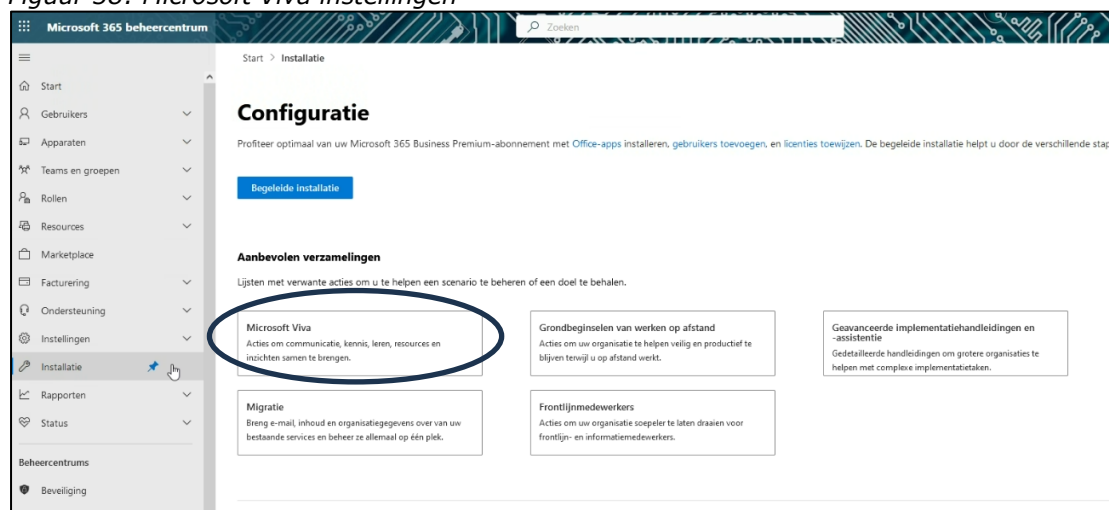 Figuur 58: Microsoft Viva instellingen
Microsoft 365 beheercentrum
Zoeken
Start > Installatie
Start
Gebruikers
Apparaten
Teams en groepen
Rollen
Resources
Marketplace
Facturering
Ondersteuning
Instellingen
Installatie
Rapporten
Status
Beheercentrums
Beveiliging
Configuratie
Profiteer optimaal van uw Microsoft 365 Business Premium-abonnement met Office-apps installeren, gebruikers toevoegen, en licenties toewijzen. De begeleide installatie helpt u door de verschillende stap
Begeleide installatie
Aanbevolen verzamelingen
Lijsten met verwante acties om u te helpen een scenario te beheren of een doel te behalen.
Microsoft Viva
Acties om communicatie, kennis, leren, resources en
inzichten samen te brengen.
Grondbeginselen van werken op afstand
Acties om uw organisatie te helpen veilig en productief te
blijven terwijl u op afstand werkt.
Geavanceerde implementatiehandleidingen en
-assistentie
Gedetailleerde handleidingen om grotere organisaties te
helpen met complexe implementatietaken.
Migratie
Breng e-mail, inhoud en organisatiegegevens over van uw
bestaande services en beheer ze allemaal op één plek.
Frontlijnmedewerkers
Acties om uw organisatie soepeler te laten draaien voor
frontlijn- en informatiemedewerkers.